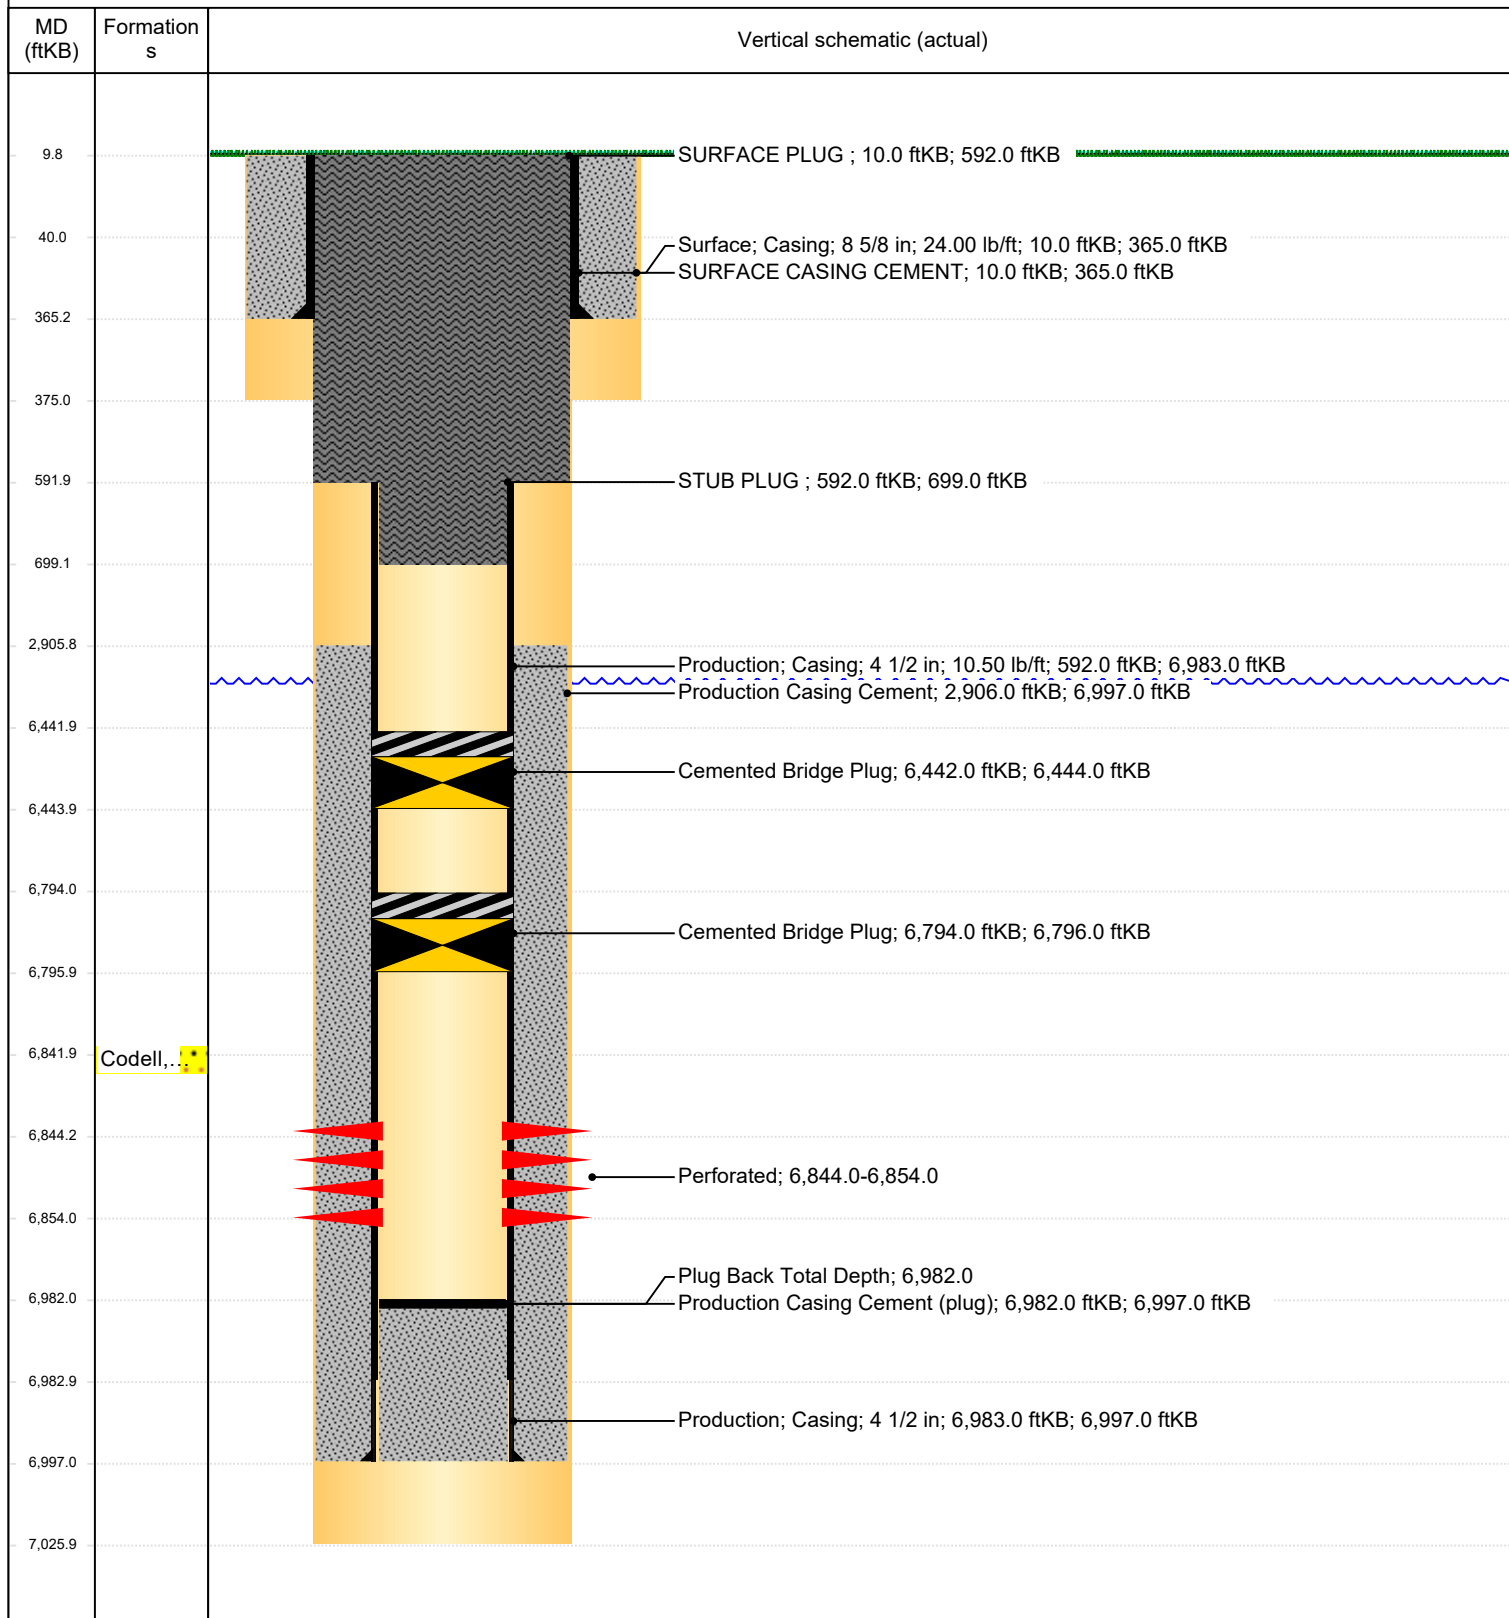 MD
(ftKB)
Formation
s
Vertical schematic (actual)
9.8
SURFACE PLUG ; 10.0 ftKB; 592.0 ftKB
40.0
Surface; Casing; 8 5/8 in; 24.00 lb/ft; 10.0 ftKB; 365.0 ftKB
SURFACE CASING CEMENT; 10.0 ftKB; 365.0 ftKB
365.2
375.0
591.9
STUB PLUG ; 592.0 ftKB; 699.0 ftKB
699.1
2,905.8
Production; Casing; 4 1/2 in; 10.50 lb/ft; 592.0 ftKB; 6,983.0 ftKB
Production Casing Cement; 2,906.0 ftKB; 6,997.0 ftKB
6,441.9
Cemented Bridge Plug; 6,442.0 ftKB; 6,444.0 ftKB
6,443.9
6,794.0
Cemented Bridge Plug; 6,794.0 ftKB; 6,796.0 ftKB
6,795.9
6,841.9
Codell,...
6,844.2
Perforated; 6,844.0-6,854.0
6,854.0
Plug Back Total Depth; 6,982.0
6,982.0
Production Casing Cement (plug); 6,982.0 ftKB; 6,997.0 ftKB
6,982.9
Production; Casing; 4 1/2 in; 6,983.0 ftKB; 6,997.0 ftKB
6,997.0
7,025.9